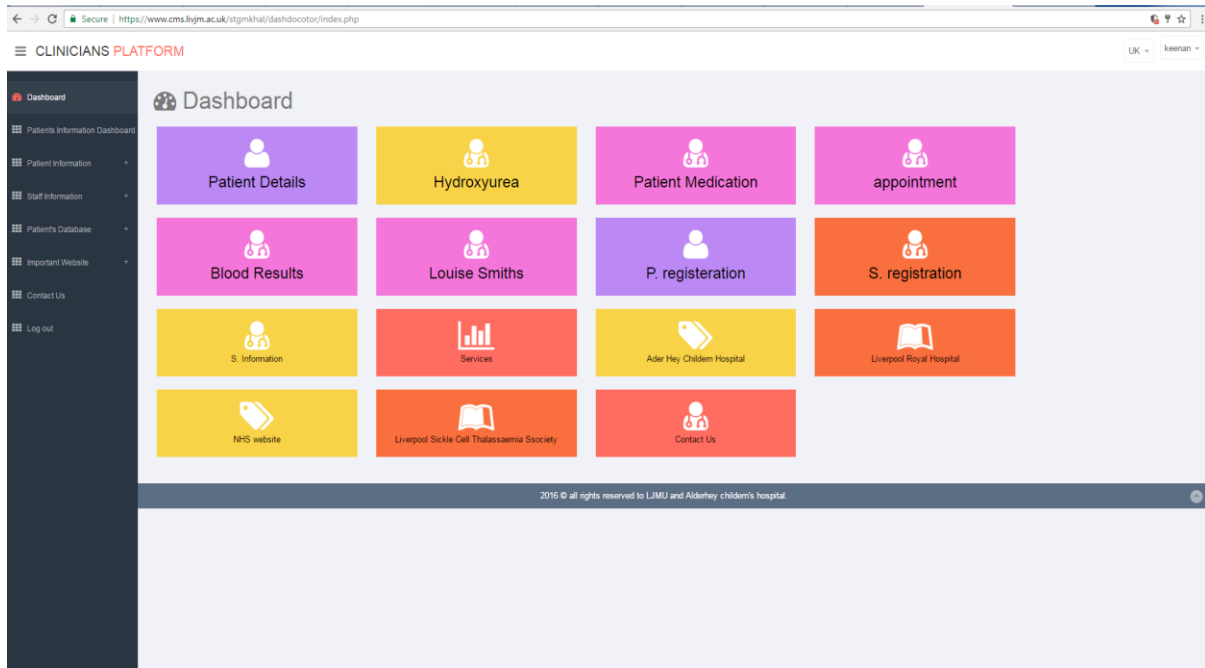 Secure | https://www.cms.livjm.ac.uk/stgmkhal/dashdocotor/index.php
CLINICIANS PLATFORM
UK
keenan
Dashboard
Patients Information Dashboard
Patient Information +
Staff Information +
Patient's Database +
Important Website +
Contact Us
Log out
Dashboard
Patient Details
Hydroxyurea
Patient Medication
appointment
Blood Results
Louise Smiths
P. registeration
S. registration
S. Information
Services
Ader Hey Childern Hospital
Liverpool Royal Hospital
NHS website
Liverpool Sickle Cell Thalassaemia Ssociety
Contact Us
2016 © all rights reserved to LJMU and Alderhey childern's hospital.